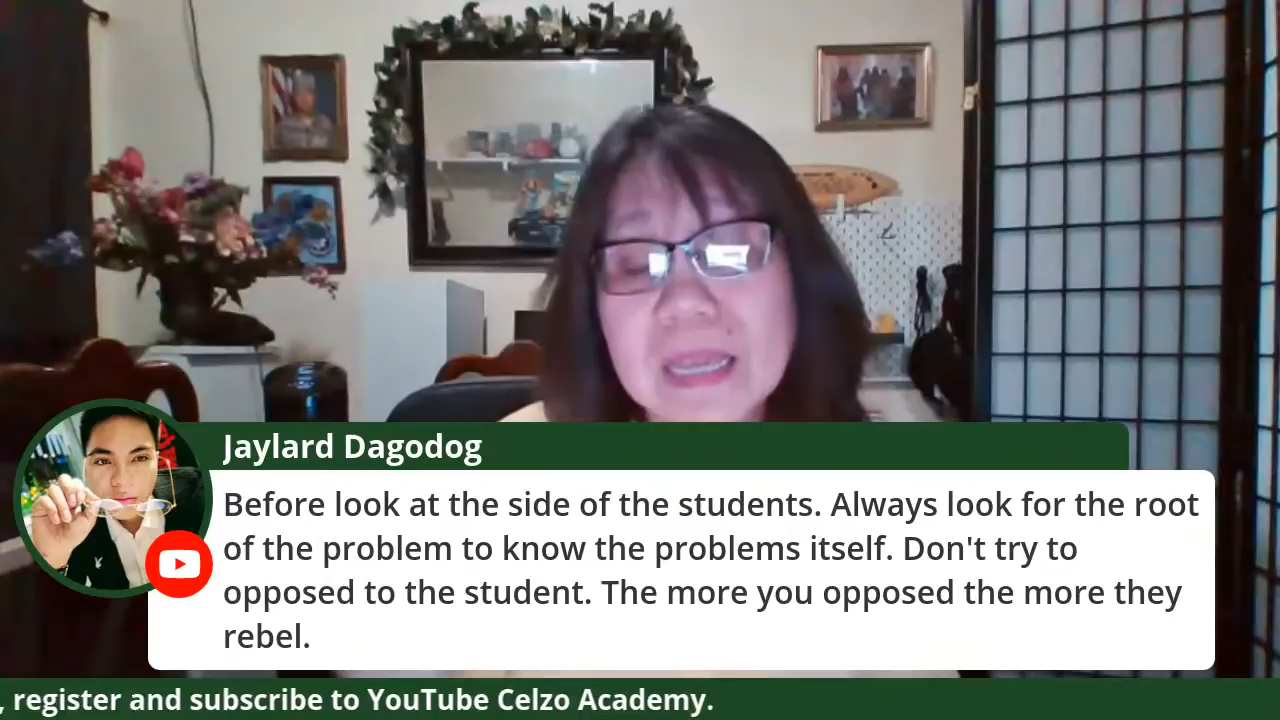 Jaylard Dagodog
Before look at the side of the students. Always look for the root
of the problem to know the problems itself. Don't try to
opposed to the student. The more you opposed the more they
rebel.
, register and subscribe to YouTube Celzo Academy.